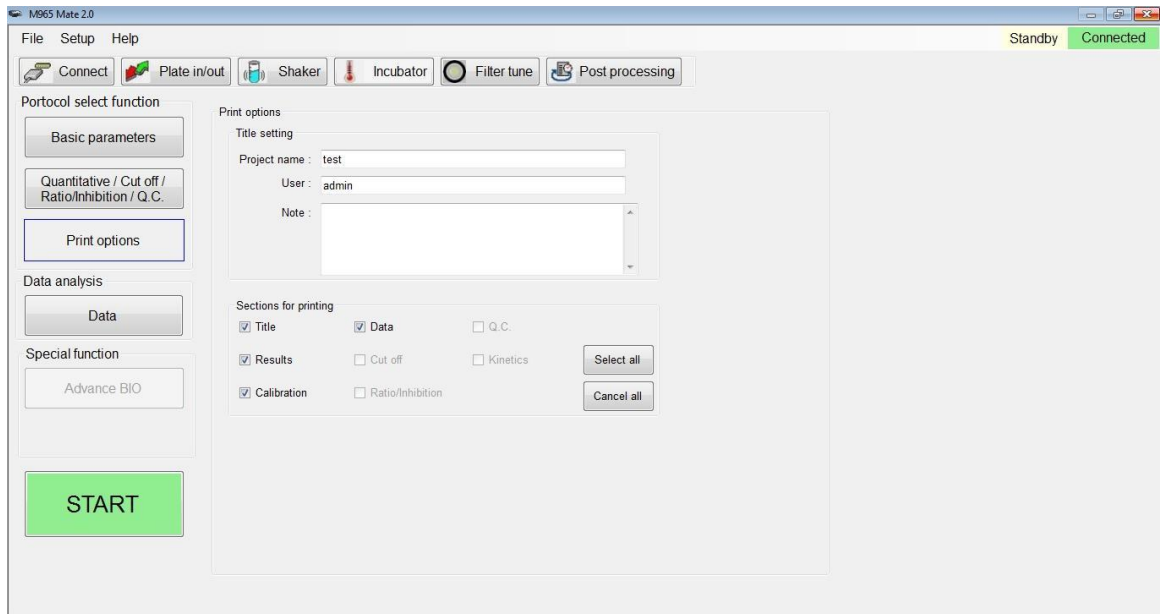 M965 Mate 2.0
File Setup Help
Standby Connected
Connect Plate in/out Shaker Incubator Filter tune Post processing
Portocol select function
Basic parameters
Quantitative / Cut off /
Ratio/Inhibition / Q.C.
Print options
Data analysis
Data
Special function
Advance BIO
START
Print options
Title setting
Project name : test
User : admin
Note :
Sections for printing
Title Data Q.C.
Results Cut off Kinetics Select all
Calibration Ratio/Inhibition Cancel all